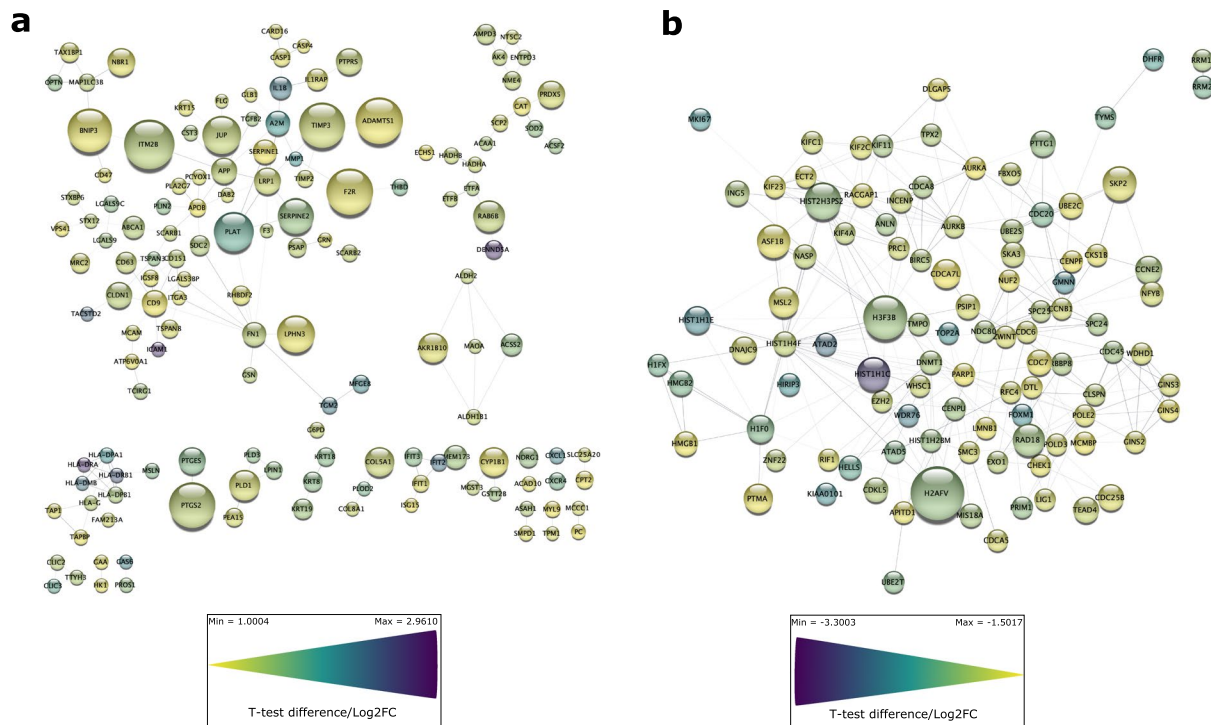 a
b
CARD16
CASP4
CASP1
TAX1BP1
NBR1
OPTN
MAP1LC3B
PTPRS
IL1RAP
IL1B
GLB1
FLG
KRT15
TGFB2
A2M
CST3
JUP
TIMP3
ADAMTS1
BNIP3
ITM2B
SERPINE1
MMP1
CD47
APP
LRP1
TIMP2
PCYOX1
PLA2G7
DAB2
F2R
THBD
STXBP6
LGALS9C
PLIN2
APOB
STX12
ABCA1
SCARB1
PLAT
F3
SERPINE2
VPS41
LGALS9
SOC2
GRN
PSAP
SCARB2
MRC2
CD63
TSPAN3
CD151
IGSF8
LGALS3BP
CLDN1
CD9
ITGA3
RHBDF2
TACSTD2
MCAM
TSPAN8
FN1
LPHN3
ICAM1
ATP6V0A1
GSN
TCIRG1
MFGE8
TGM2
G6PD
AMPD3
NT5C2
AK4
ENTPD3
NME4
PRDX5
CAT
SCP2
SOD2
ACAA1
ACSF2
ECHS1
HADHB
HADHA
ETFA
ETFB
RAB6B
DENND5A
ALDH2
AKR1B10
MAOA
ACSS2
ALDH1B1
HLA-DPA1
HLA-DRA
HLA-DRB1
HLA-DMB
HLA-DPB1
HLA-G
TAP1
FAM213A
TAPBP
MSLN
PTGES
PLD3
LPIN1
KRT18
KRT8
KRT19
PLD1
PTGS2
PEA15
COL5A1
PLOD2
COL8A1
IFIT3
IFIT2
IFIT1
ISG15
MEM173
MGST3
GSTT2B
CYP1B1
NDRG1
CXCL1
SLC25A20
ACAD10
CXCR4
CPT2
ASAH1
MYL9
MCCC1
SMPD1
TPM1
PC
CLIC2
GAA
GAS6
CLIC3
TTYH3
HK1
PROS1
Min = 1.0004
Max = 2.9610
T-test difference/Log2FC
DHFR
RRM1
RRM2
DLGAP5
MKI67
TYMS
TPX2
KIFC1
KIF2C
KIF11
PTTG1
AURKA
FBXO5
ECT2
KIF23
RACGAP1
CDCA8
SKP2
ING5
HIST2H3PS2
INCENP
UBE2C
CDC20
ANLN
AURKB
UBE2S
KIF4A
ASF1B
PRC1
SKA3
NASP
BIRC5
CENPF
CKS1B
CDCA7L
CCNE2
NUF2
GMNN
NFYB
MSL2
PSIP1
CCNB1
SPC25
HIST1H1E
H3F3B
TMPO
SPC24
TOP2A
NDC80
ZWINT
CDC6
HIST1H4F
ATAD2
DNAJC9
DNMT1
CDC45
WDHD1
H1FX
CDC7
RBBP8
HIST1H1C
PARP1
HMGB2
HIRIP3
WHSC1
DTL
GINS3
RFC4
CLSPN
EZH2
GINS4
WDR76
CENPU
FOXM1
POLE2
H1F0
LMNB1
RAD18
HMGB1
HIST1H2BM
POLD3
MCMBP
GINS2
ATAD5
SMC3
ZNF22
RIF1
HELLS
EXO1
CHEK1
CDKL5
H2AFV
PTMA
KIAA0101
LIG1
CDC25B
APITD1
MIS18A
PRIM1
TEAD4
CDCA5
UBE2T
Min = -3.3003
Max = -1.5017
T-test difference/Log2FC